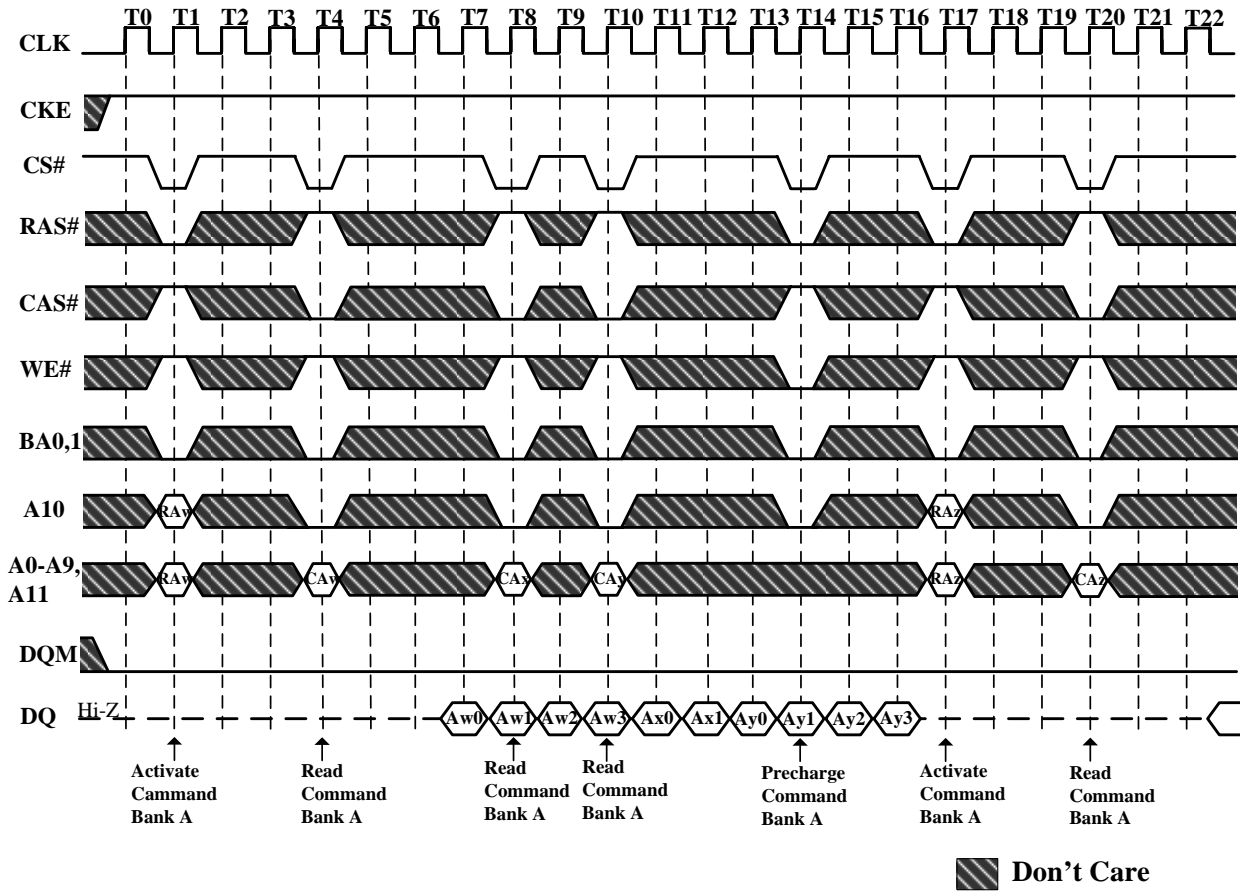 T0 T1 T2 T3 T4 T5 T6 T7 T8 T9 T10 T11 T12 T13 T14 T15 T16 T17 T18 T19 T20 T21 T22
CLK
CKE
CS#
RAS#
CAS#
WE#
BA0,1
A10 RAw RAz
A0-A9,
A11
RAw CAw CAx CAy RAz CAz
DQM
DQ Hi-Z Aw0 Aw1 Aw2 Aw3 Ax0 Ax1 Ay0 Ay1 Ay2 Ay3
Activate
Cammand
Bank A
Read
Command
Bank A
Read
Command
Bank A
Read
Command
Bank A
Precharge
Command
Bank A
Activate
Command
Bank A
Read
Command
Bank A
Don't Care